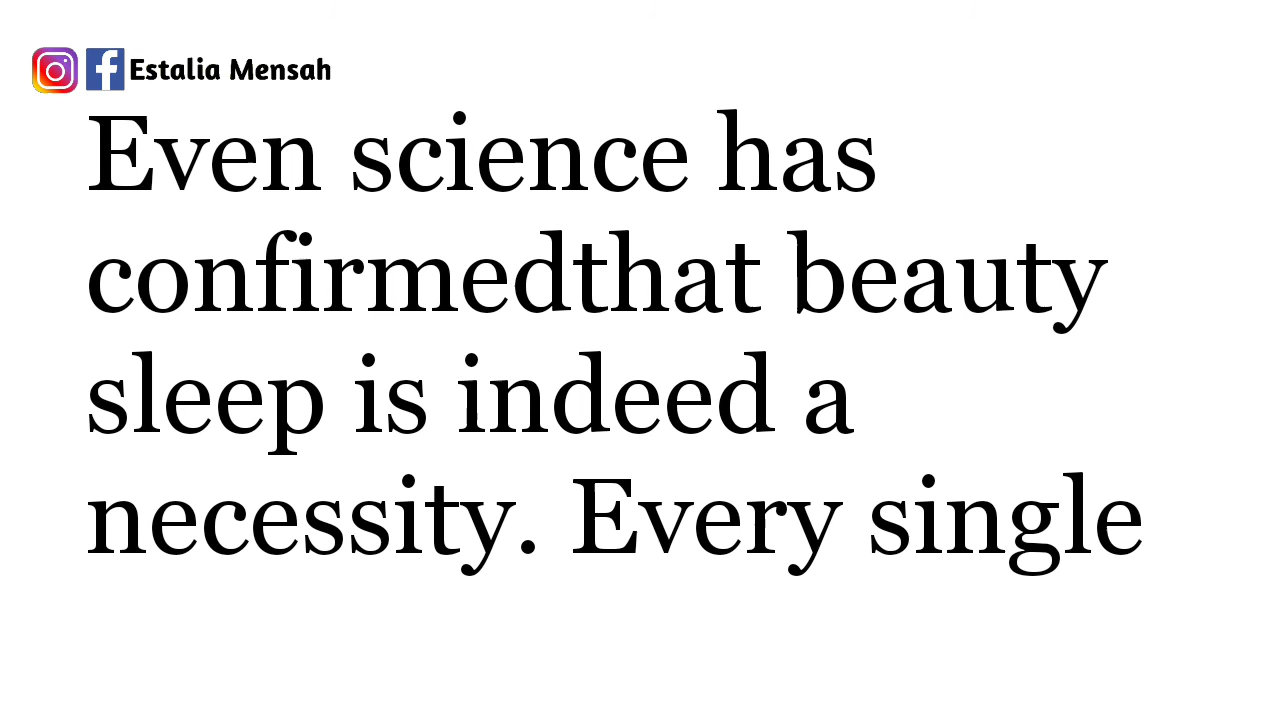 Estalia Mensah
Even science has
confirmedthat beauty
sleep is indeed a
necessity. Every single